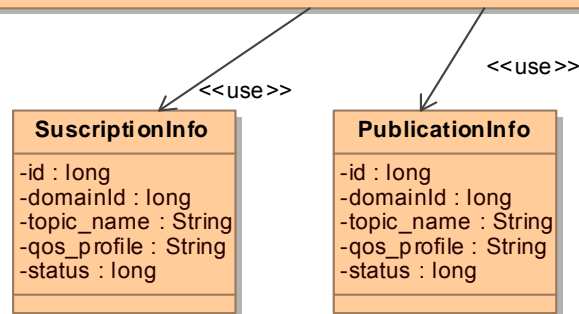 <<use>>
<<use>>
SuscriptionInfo
-id : long
-domainId : long
-topic_name : String
-qos_profile : String
-status : long
PublicationInfo
-id : long
-domainId : long
-topic_name : String
-qos_profile : String
-status : long